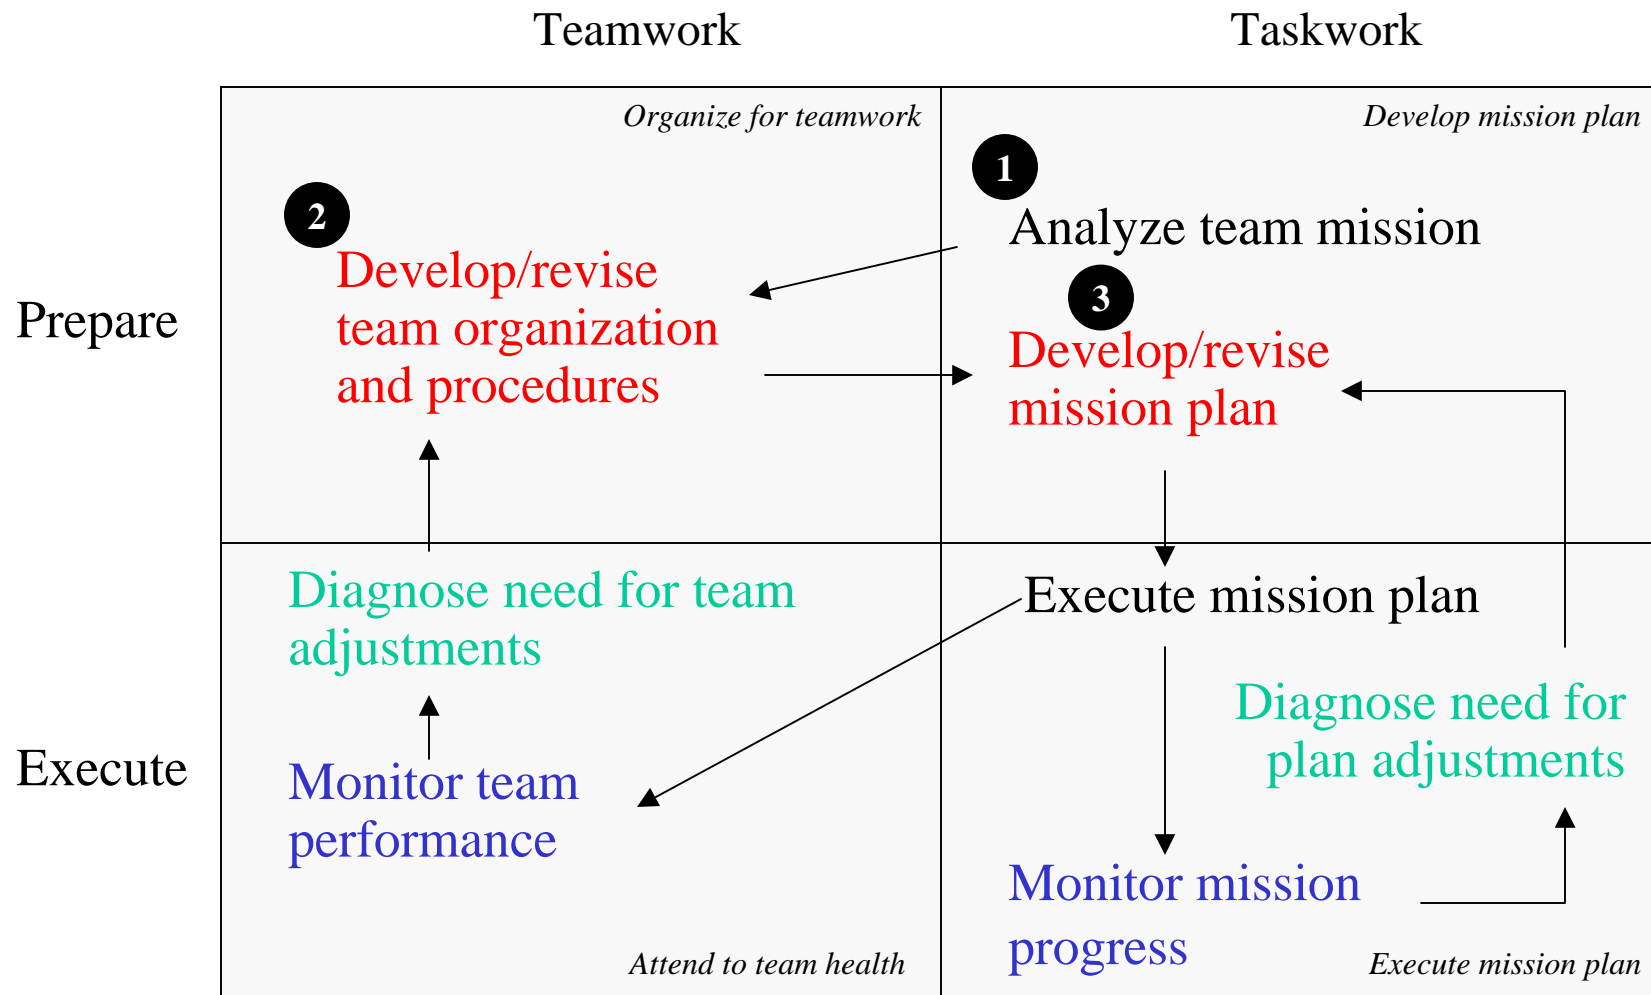 Teamwork
Taskwork
Organize for teamwork
Develop mission plan
1
Analyze team mission
2
Develop/revise
team organization
and procedures
3
Develop/revise
mission plan
Prepare
Diagnose need for team
adjustments
Execute mission plan
Diagnose need for
plan adjustments
Execute
Monitor team
performance
Monitor mission
progress
Attend to team health
Execute mission plan